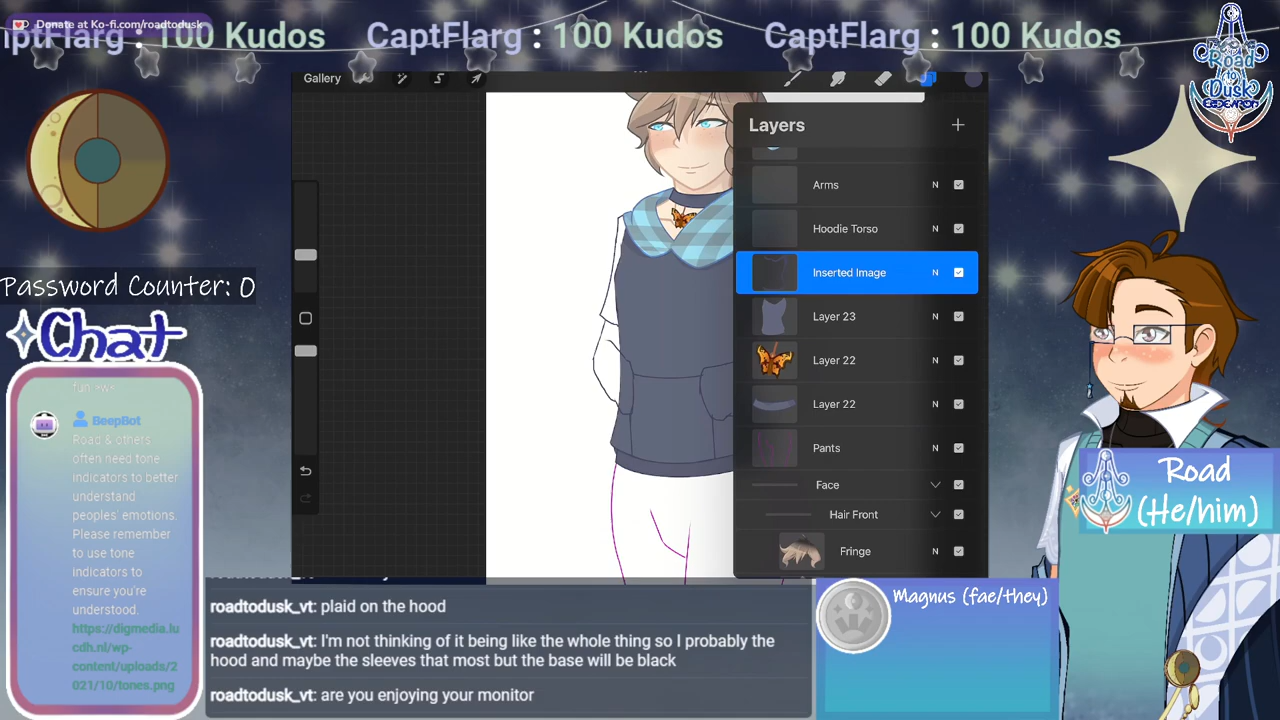 Donate at Ko-fi.com/roadtodusk
CaptFlarg : 100 Kudos CaptFlarg : 100 Kudos
Road
to
Dusk
Gallery
Layers
Arms N
Hoodie Torso N
Inserted Image N
Layer 23 N
Layer 22 N
Layer 22 N
Pants N
Face
Hair Front
Fringe N
Password Counter: 0
Chat
BeepBot
Road & others
often need tone
indicators to better
understand
peoples' emotions.
Please remember
to use tone
indicators to
ensure you're
understood.
https://digmedia.lu
cdh.nl/wp-
content/uploads/2
021/10/tones.png
roadtodusk_vt: plaid on the hood
roadtodusk_vt: I'm not thinking of it being like the whole thing so I probably the
hood and maybe the sleeves that most but the base will be black
roadtodusk_vt: are you enjoying your monitor
Road
(He/him)
Magnus (fae/they)